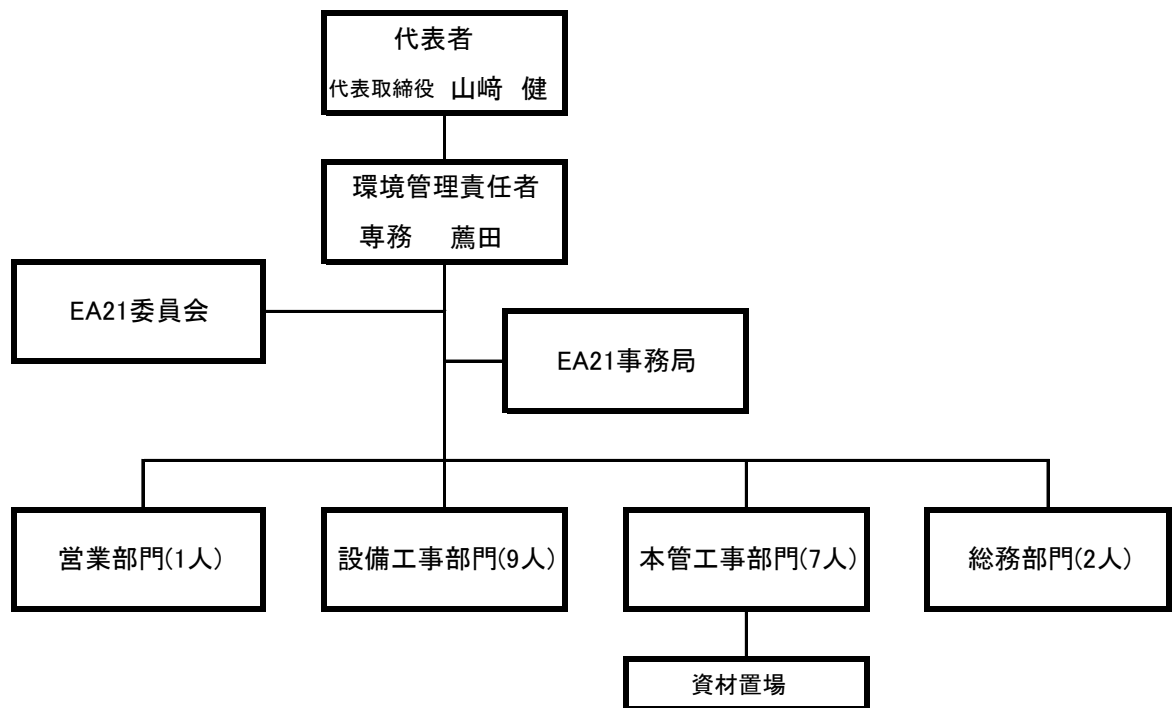 代表者
代表取締役 山﨑 健
環境管理責任者
専務 薦田
EA21委員会
EA21事務局
営業部門(1人)
設備工事部門(9人)
本管工事部門(7人)
総務部門(2人)
資材置場